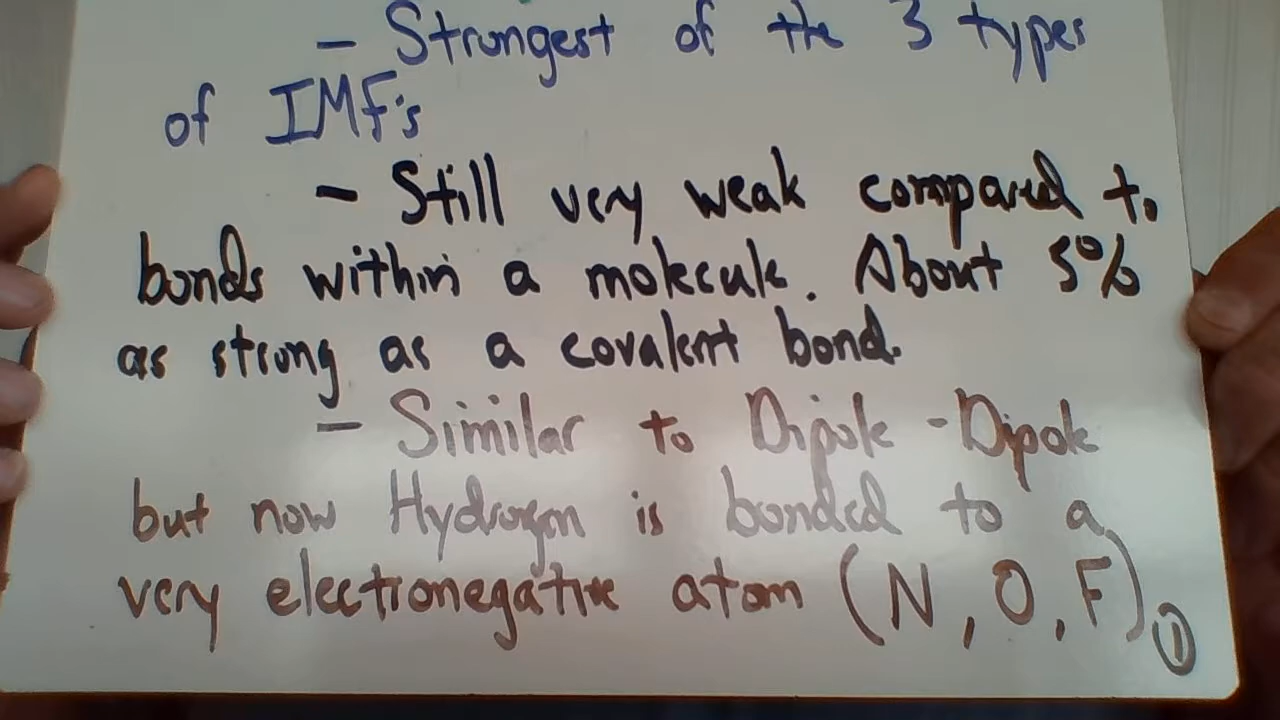 - Strongest of the 3 types
of IMF's
- Still very weak compared to
bonds within a molecule. About 5%
as strong as a covalent bond.
- Similar to Dipole-Dipole
but now Hydrogen is bonded to a
very electronegative atom (N, O, F)
1